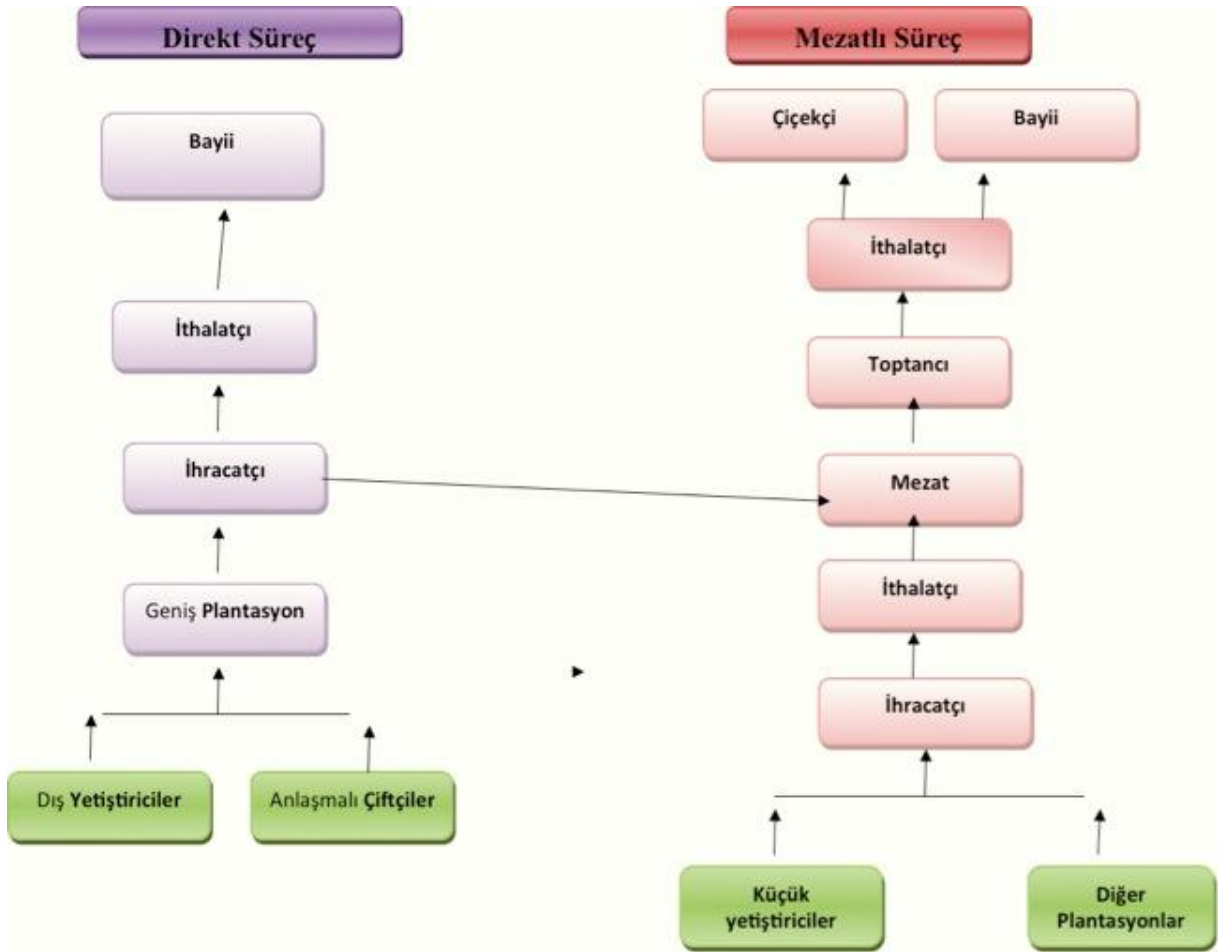 Direkt Süreç
Bayii
İthalatçı
İhracatçı
Geniş Plantasyon
Dış Yetiştiriciler
Anlaşmalı Çiftçiler
Mezatlı Süreç
Çiçekçi
Bayii
İthalatçı
Toptancı
Mezat
İthalatçı
İhracatçı
Küçük
yetiştiriciler
Diğer
Plantasyonlar